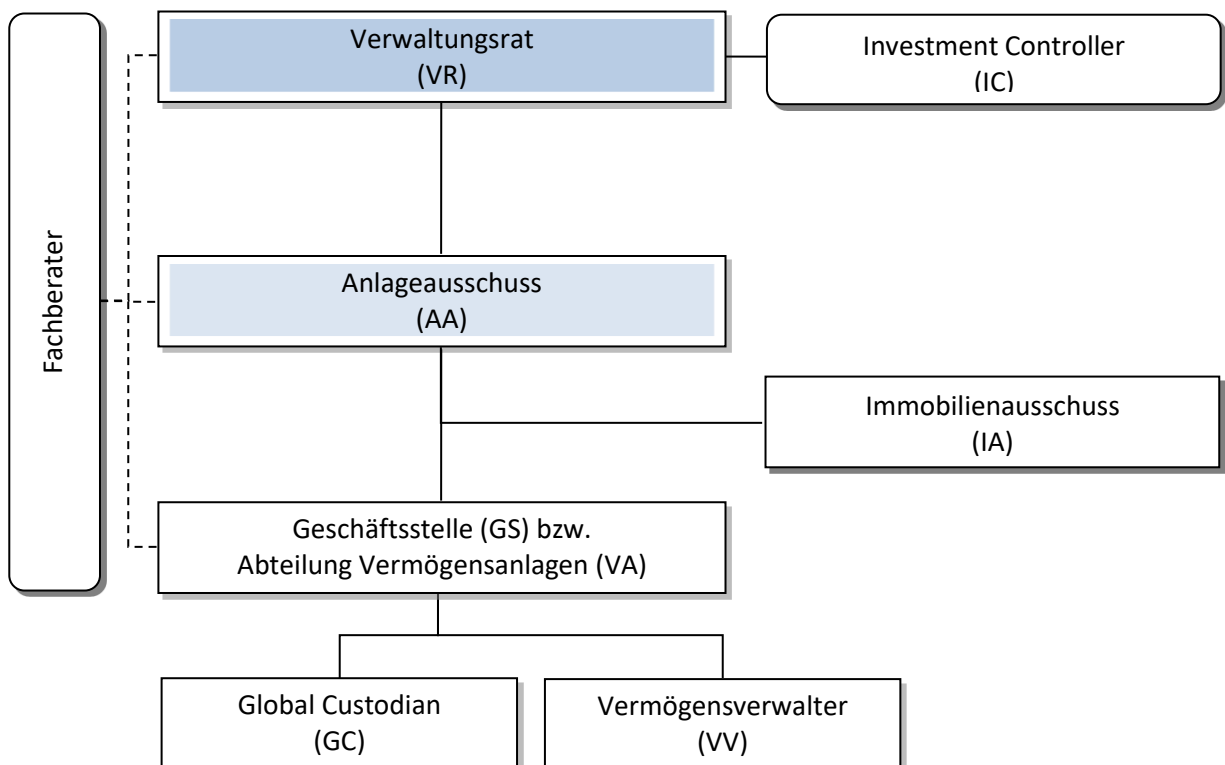 Verwaltungsrat
(VR)
Investment Controller
(IC)
Fachberater
Anlageausschuss
(AA)
Immobilienausschuss
(IA)
Geschäftsstelle (GS) bzw.
Abteilung Vermögensanlagen (VA)
Global Custodian
(GC)
Vermögensverwalter
(VV)